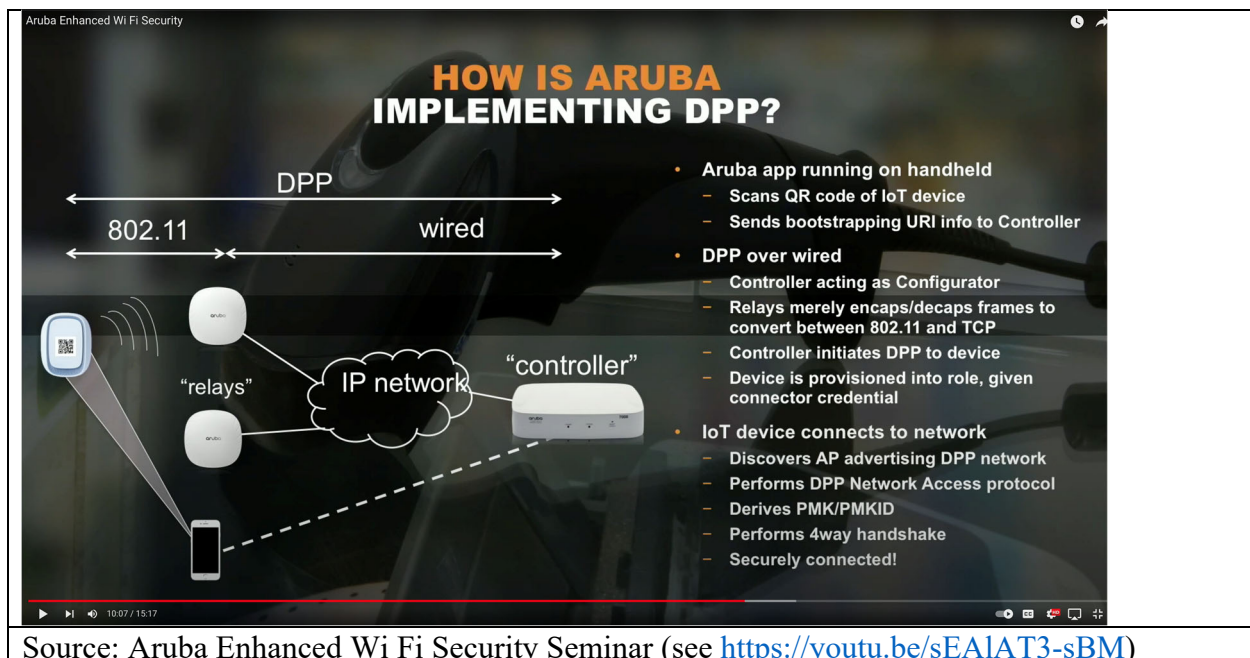 Aruba Enhanced Wi Fi Security
HOW IS ARUBA
IMPLEMENTING DPP?
DPP
802.11
wired
"relays"
IP network
"controller"
• Aruba app running on handheld
– Scans QR code of IoT device
– Sends bootstrapping URI info to Controller
• DPP over wired
– Controller acting as Configurator
– Relays merely encaps/decaps frames to
convert between 802.11 and TCP
– Controller initiates DPP to device
– Device is provisioned into role, given
connector credential
• IoT device connects to network
– Discovers AP advertising DPP network
– Performs DPP Network Access protocol
– Derives PMK/PMKID
– Performs 4way handshake
– Securely connected!
10:07 / 15:17
Source: Aruba Enhanced Wi Fi Security Seminar (see https://youtu.be/sEAlAT3-sBM)